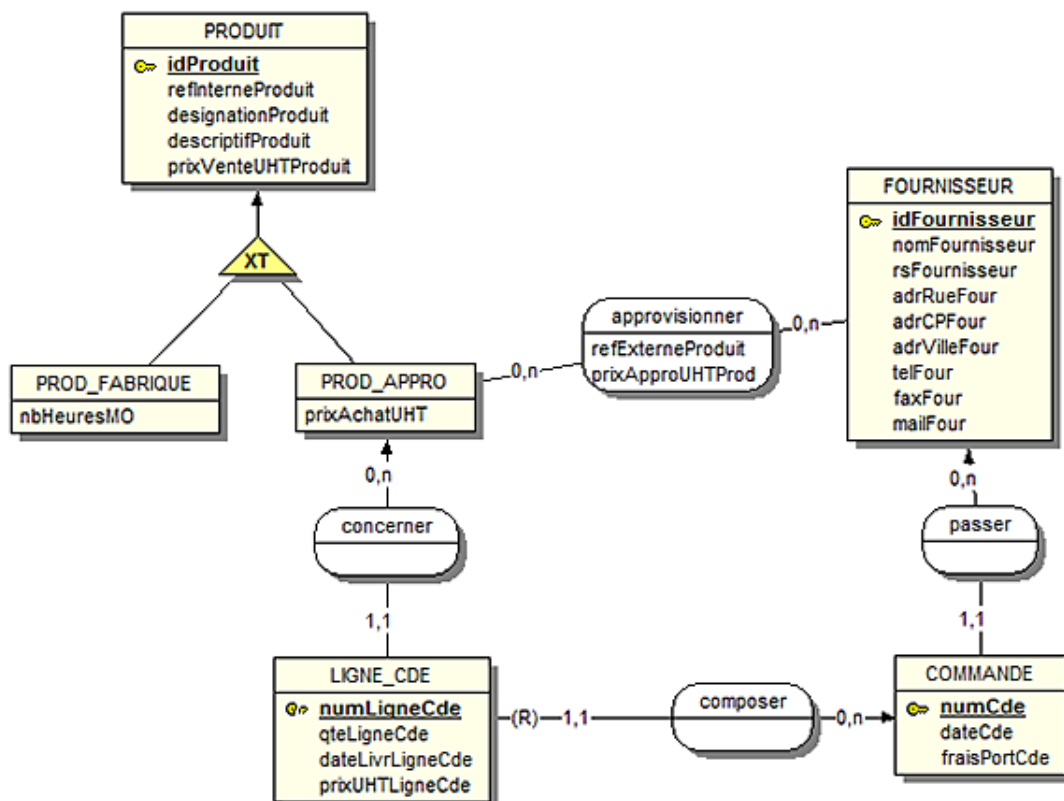 PRODUIT
idProduit
refInterneProduit
designationProduit
descriptifProduit
prixVenteUHTProduit
XT
PROD_FABRIQUE
nbHeuresMO
PROD_APPRO
prixAchatUHT
0,n
approvisionner
refExterneProduit
prixApproUHTProd
0,n
FOURNISSEUR
idFournisseur
nomFournisseur
rsFournisseur
adrRueFour
adrCPFour
adrVilleFour
telFour
faxFour
mailFour
0,n
concerner
1,1
0,n
passer
1,1
LIGNE_CDE
numLigneCde
qteLigneCde
dateLivrLigneCde
prixUHTLigneCde
(R) 1,1
composer
0,n
COMMANDE
numCde
dateCde
fraisPortCde